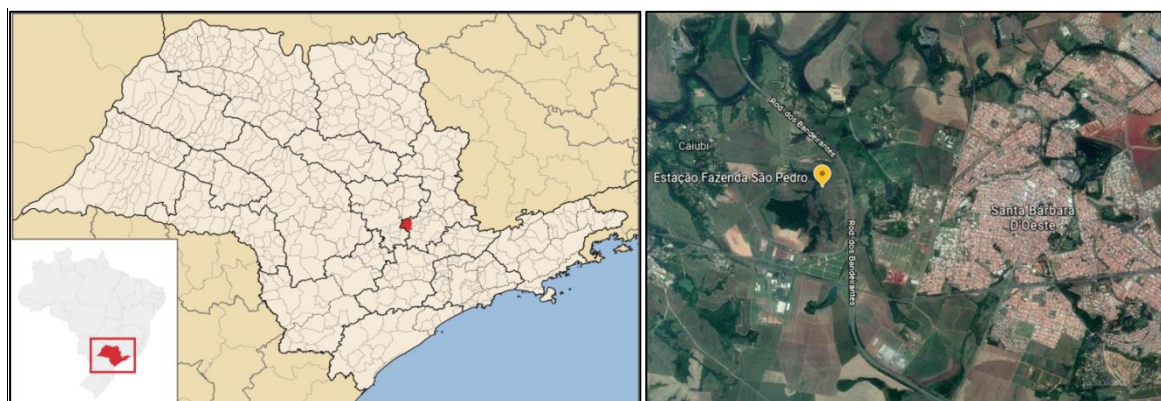 Rod. dos Bandeirantes
Caiubi
Estação Fazenda São Pedro
Santa Bárbara
D'Oeste
Rod. dos Bandeirantes